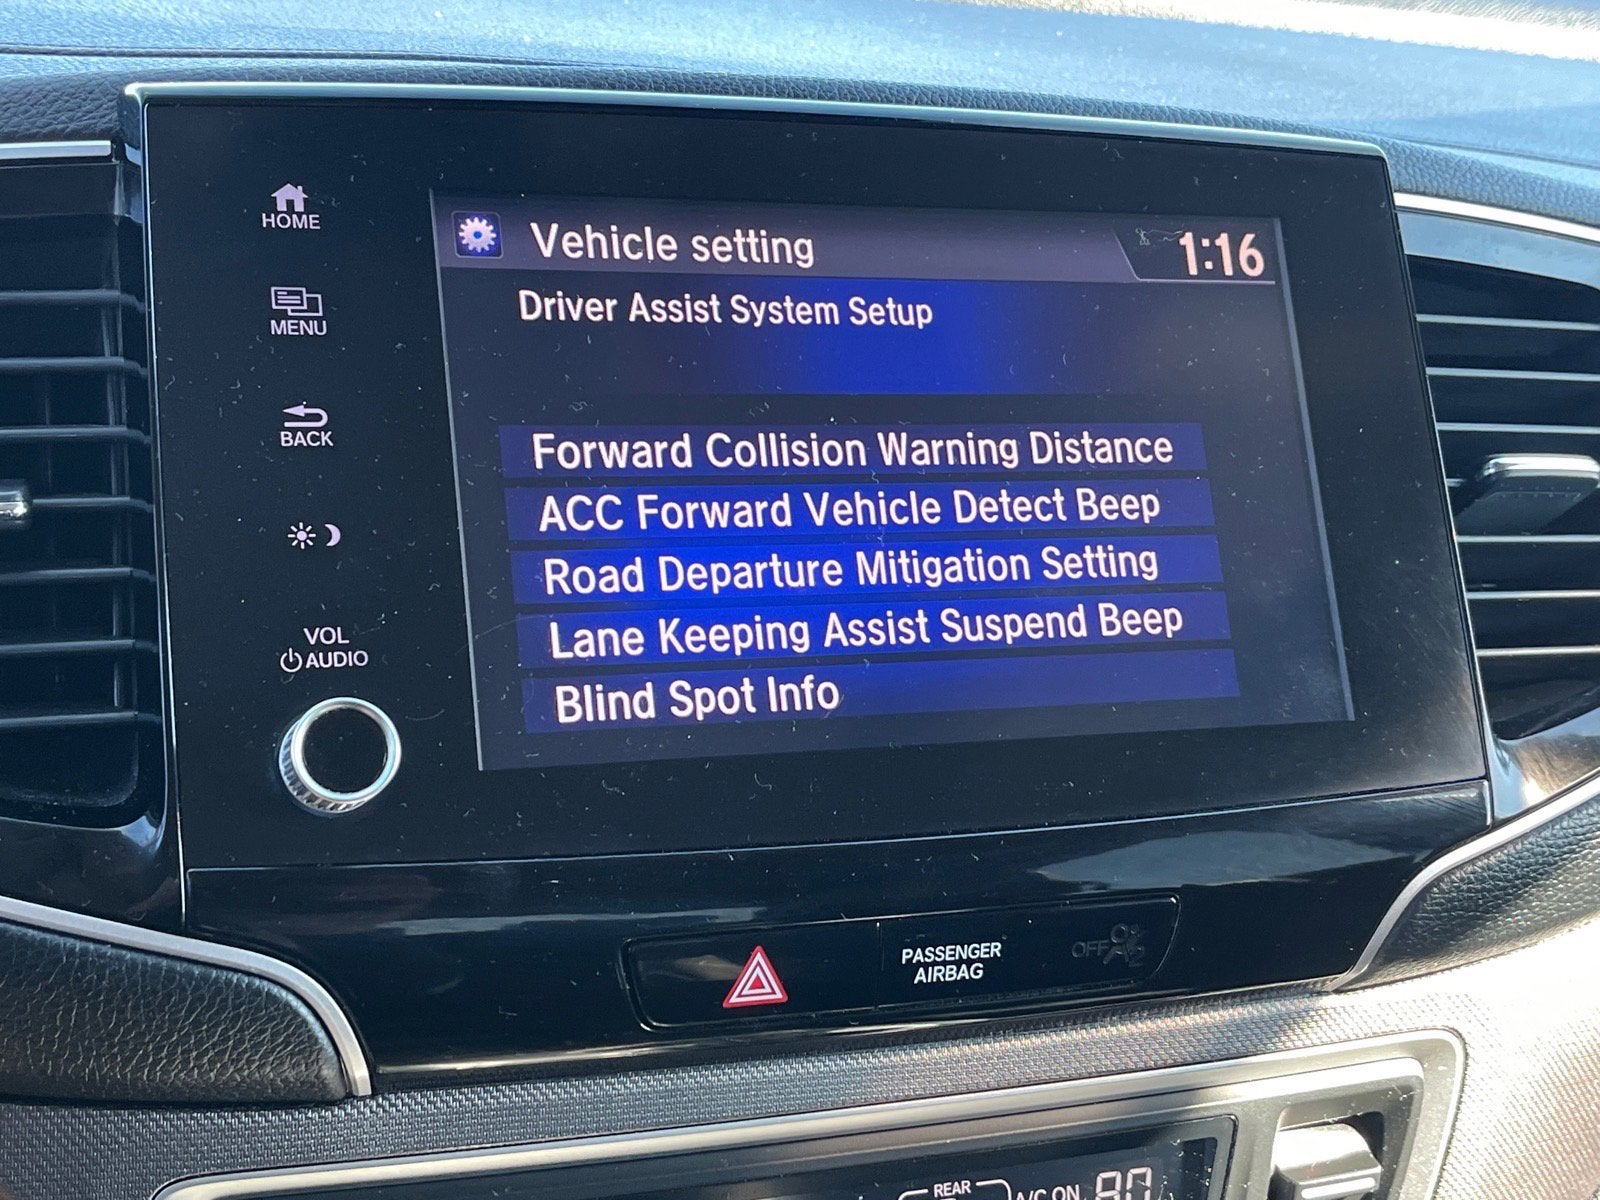 HOME
MENU
BACK
VOL
AUDIO
Vehicle setting
1:16
Driver Assist System Setup
Forward Collision Warning Distance
ACC Forward Vehicle Detect Beep
Road Departure Mitigation Setting
Lane Keeping Assist Suspend Beep
Blind Spot Info
PASSENGER
AIRBAG
OFF
REAR
A/C ON
80